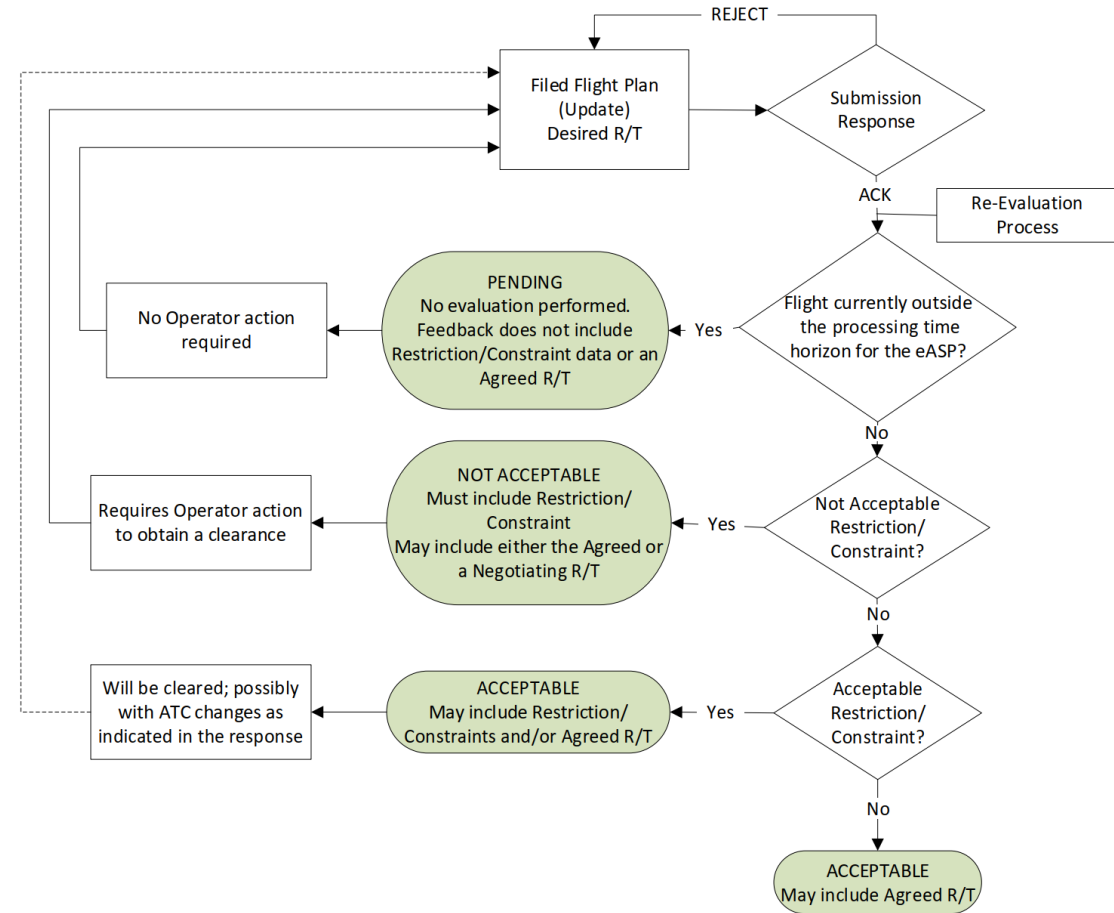 REJECT
Filed Flight Plan
(Update)
Desired R/T
Submission
Response
ACK
Re-Evaluation
Process
Flight currently outside
the processing time
horizon for the eASP?
Yes
PENDING
No evaluation performed.
Feedback does not include
Restriction/Constraint data or an
Agreed R/T
No Operator action
required
No
Not Acceptable
Restriction/
Constraint?
Yes
NOT ACCEPTABLE
Must include Restriction/
Constraint
May include either the Agreed or
a Negotiating R/T
Requires Operator action
to obtain a clearance
No
Acceptable
Restriction/
Constraint?
Yes
ACCEPTABLE
May include Restriction/
Constraints and/or Agreed R/T
Will be cleared; possibly
with ATC changes as
indicated in the response
No
ACCEPTABLE
May include Agreed R/T